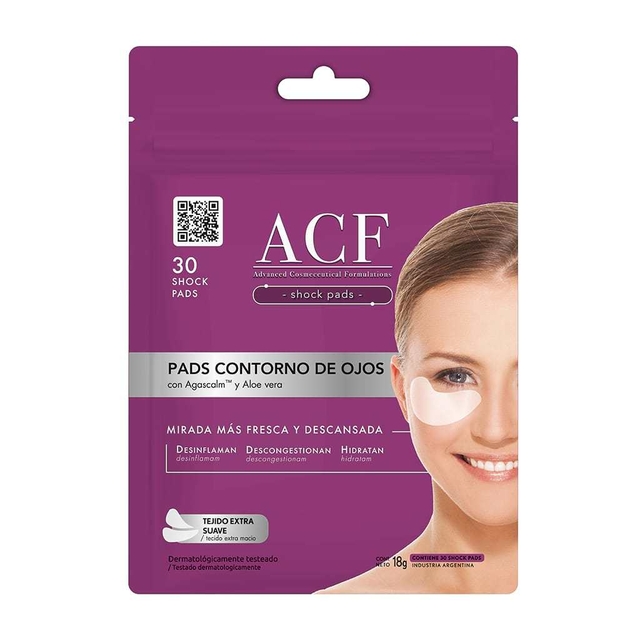 ACF
Advanced Cosmeceutical Formulations
- shock pads -
30
SHOCK
PADS
PADS CONTORNO DE OJOS
con Agascalm™ y Aloe vera
MIRADA MÁS FRESCA Y DESCANSADA
DESINFLAMAN DESCONGESTIONAN HIDRATAN
desinflamam descongestionam hidratam
TEJIDO EXTRA
SUAVE
/ tecido extra macio
Dermatológicamente testeado
/ Testado dermatologicamente
CONT.
NETO 18g
CONTIENE 30 SHOCK PADS
INDUSTRIA ARGENTINA